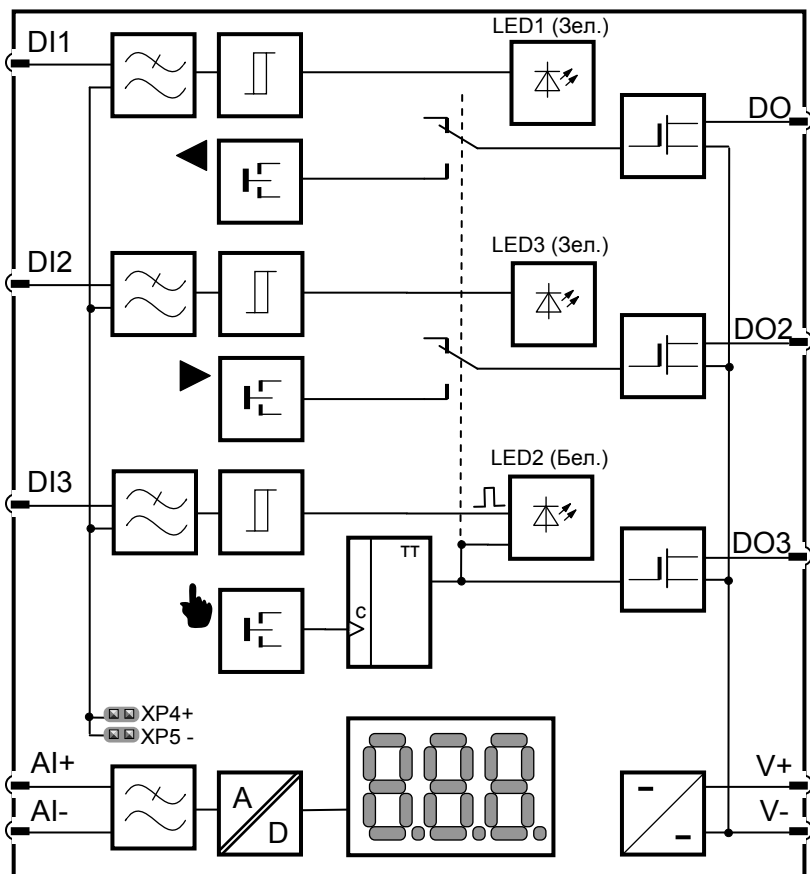 LED1 (Зел.)
DI1
DO
LED3 (Зел.)
DI2
DO2
LED2 (Бел.)
DI3
DO3
TT
C
XP4+
XP5 -
AI+
A
D
V+
AI-
V-